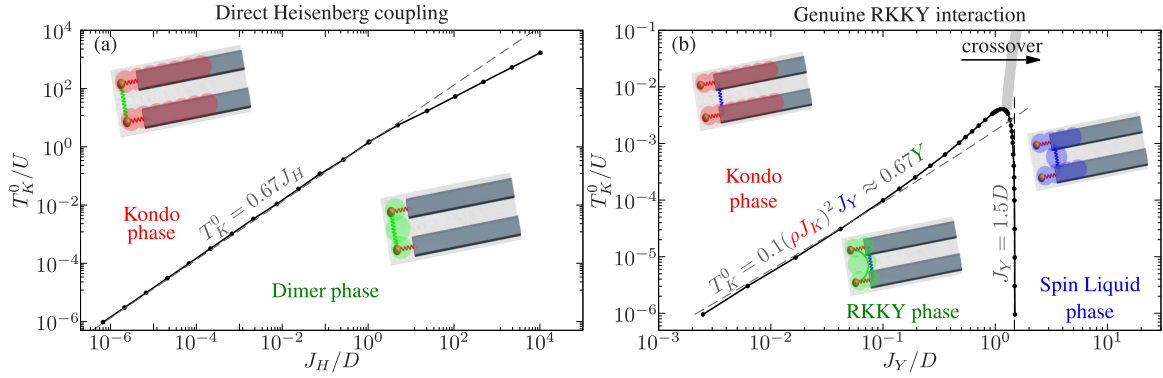 Direct Heisenberg coupling
(a)
T_K^0/U
10^4
10^2
10^0
10^{-2}
10^{-4}
10^{-6}
Kondo
phase
T_K^0 = 0.67J_H
Dimer phase
10^{-6} 10^{-4} 10^{-2} 10^0 10^2 10^4
J_H/D
Genuine RKKY interaction
(b)
crossover
T_K^0/U
10^{-1}
10^{-2}
10^{-3}
10^{-4}
10^{-5}
10^{-6}
Kondo
phase
T_K^0 = 0.1(ρJ_K)^2 J_Y ≈ 0.67Y
J_Y = 1.5D
RKKY phase
Spin Liquid
phase
10^{-3} 10^{-2} 10^{-1} 10^0 10^1
J_Y/D